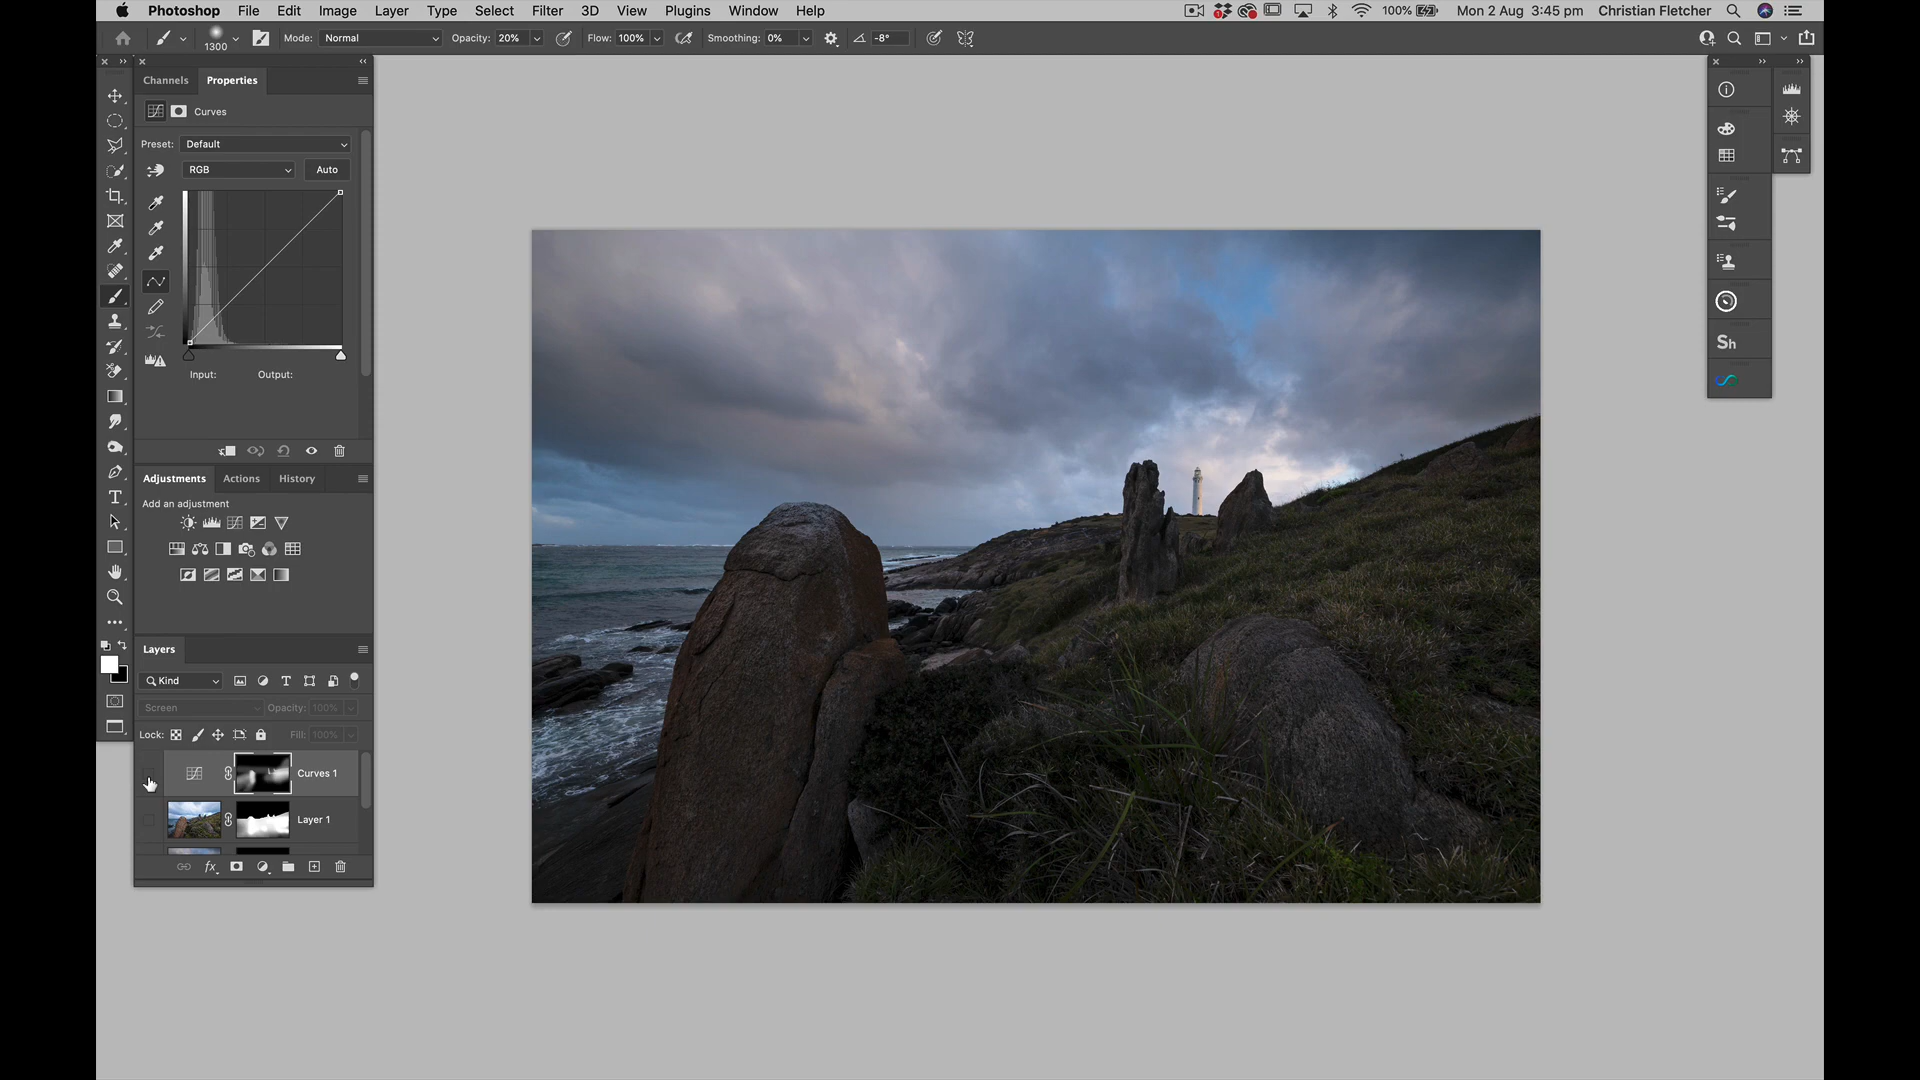 Photoshop File Edit Image Layer Type Select Filter 3D View Plugins Window Help 100% Mon 2 Aug 3:45 pm Christian Fletcher
1300 Mode: Normal Opacity: 20% Flow: 100% Smoothing: 0% -8°
Channels Properties
Curves
Preset: Default
RGB Auto
Input: Output:
Adjustments Actions History
Add an adjustment
Layers
Kind T
Screen Opacity: 100%
Lock: Fill: 100%
Curves 1
Layer 1
fx
T
Sh